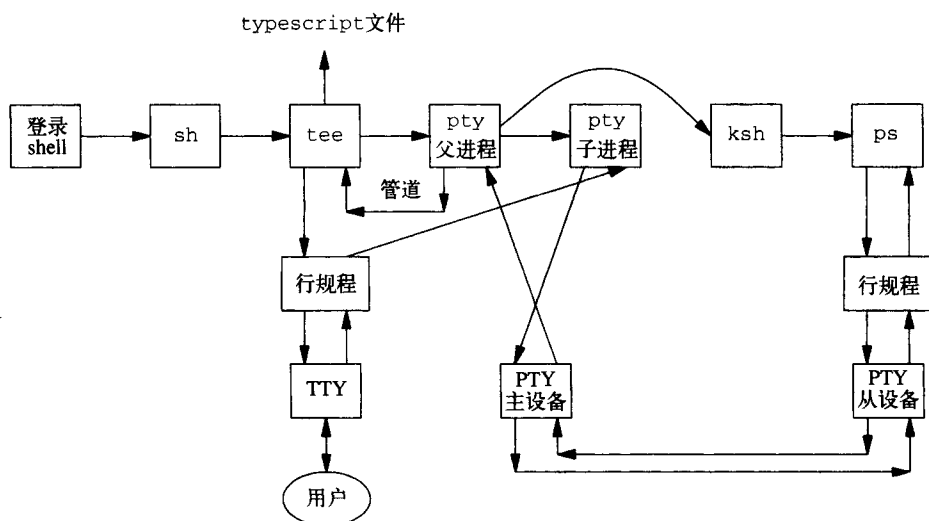 typescript文件
登录
shell
sh
tee
pty
父进程
pty
子进程
ksh
ps
管道
行规程
行规程
TTY
PTY
主设备
PTY
从设备
用户